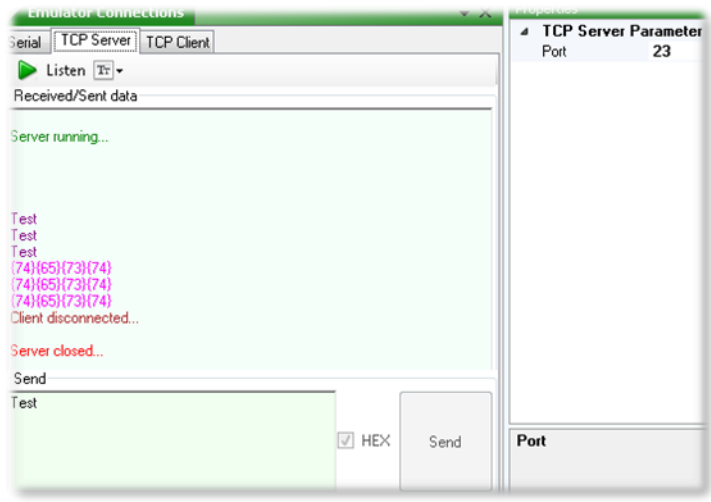 Emulator Connections
Properties
Serial TCP Server TCP Client
TCP Server Parameter
Port 23
Listen Tr
Received/Sent data
Server running...
Test
Test
Test
{74}{65}{73}{74}
{74}{65}{73}{74}
{74}{65}{73}{74}
Client disconnected...
Server closed...
Send
Test
HEX
Send
Port